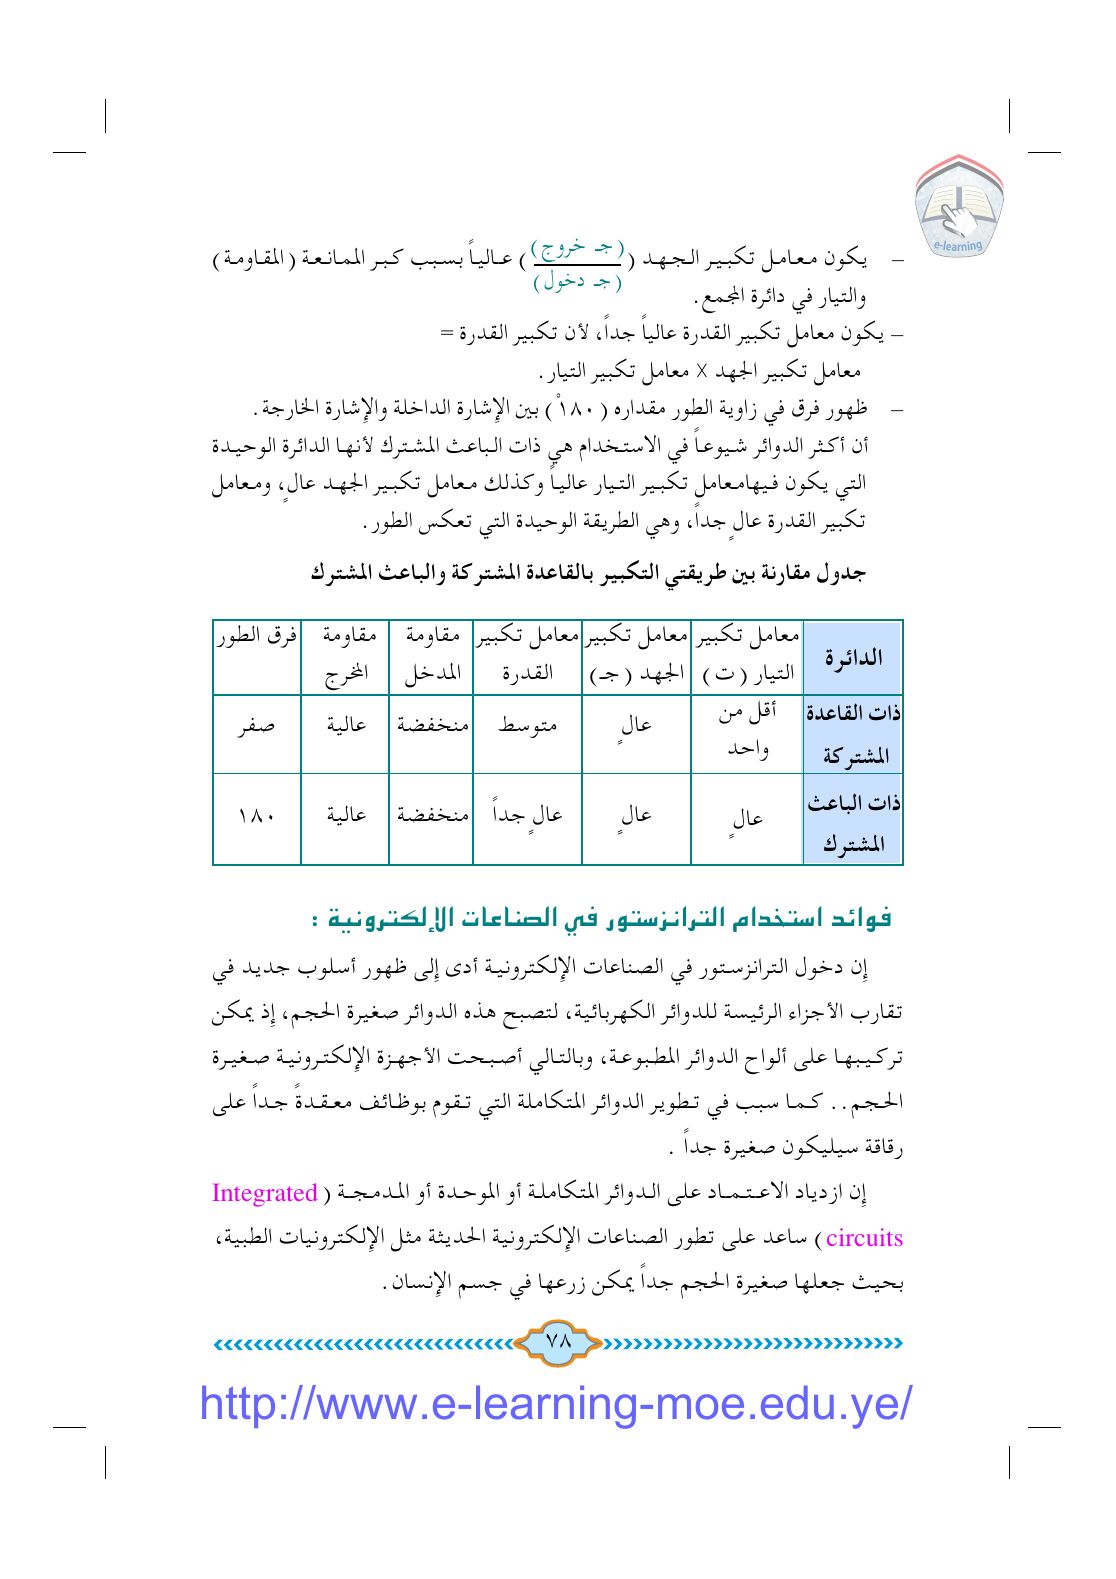 e-learning
– يكون معامل تكبير الجهد ( (جـ خروج) / (جـ دخول) ) عالياً بسبب كبر الممانعة (المقاومة)
والتيار في دائرة المجمع.
– يكون معامل تكبير القدرة عالياً جداً، لأن تكبير القدرة =
معامل تكبير الجهد X معامل تكبير التيار.
– ظهور فرق في زاوية الطور مقداره (١٨٠°) بين الإشارة الداخلة والإشارة الخارجة.
أن أكثر الدوائر شيوعاً في الاستخدام هي ذات الباعث المشترك لأنها الدائرة الوحيدة
التي يكون فيهامعامل تكبير التيار عالياً وكذلك معامل تكبير الجهد عالٍ، ومعامل
تكبير القدرة عالٍ جداً، وهي الطريقة الوحيدة التي تعكس الطور.
جدول مقارنة بين طريقتي التكبير بالقاعدة المشتركة والباعث المشترك
الدائرة | معامل تكبير التيار (ت) | معامل تكبير الجهد (جـ) | معامل تكبير القدرة | مقاومة المدخل | مقاومة المخرج | فرق الطور
ذات القاعدة المشتركة | أقل من واحد | عالٍ | متوسط | منخفضة | عالية | صفر
ذات الباعث المشترك | عالٍ | عالٍ | عالٍ جداً | منخفضة | عالية | ١٨٠
فوائد استخدام الترانزستور في الصناعات الإلكترونية :
إن دخول الترانزستور في الصناعات الإلكترونية أدى إلى ظهور أسلوب جديد في
تقارب الأجزاء الرئيسة للدوائر الكهربائية، لتصبح هذه الدوائر صغيرة الحجم، إذ يمكن
تركيبها على ألواح الدوائر المطبوعة، وبالتالي أصبحت الأجهزة الإلكترونية صغيرة
الحجم.. كما سبب في تطوير الدوائر المتكاملة التي تقوم بوظائف معقدةً جداً على
رقاقة سيليكون صغيرة جداً .
إن ازدياد الاعتماد على الدوائر المتكاملة أو الموحدة أو المدمجة (Integrated
circuits) ساعد على تطور الصناعات الإلكترونية الحديثة مثل الإلكترونيات الطبية،
بحيث جعلها صغيرة الحجم جداً يمكن زرعها في جسم الإنسان.
٧٨
http://www.e-learning-moe.edu.ye/